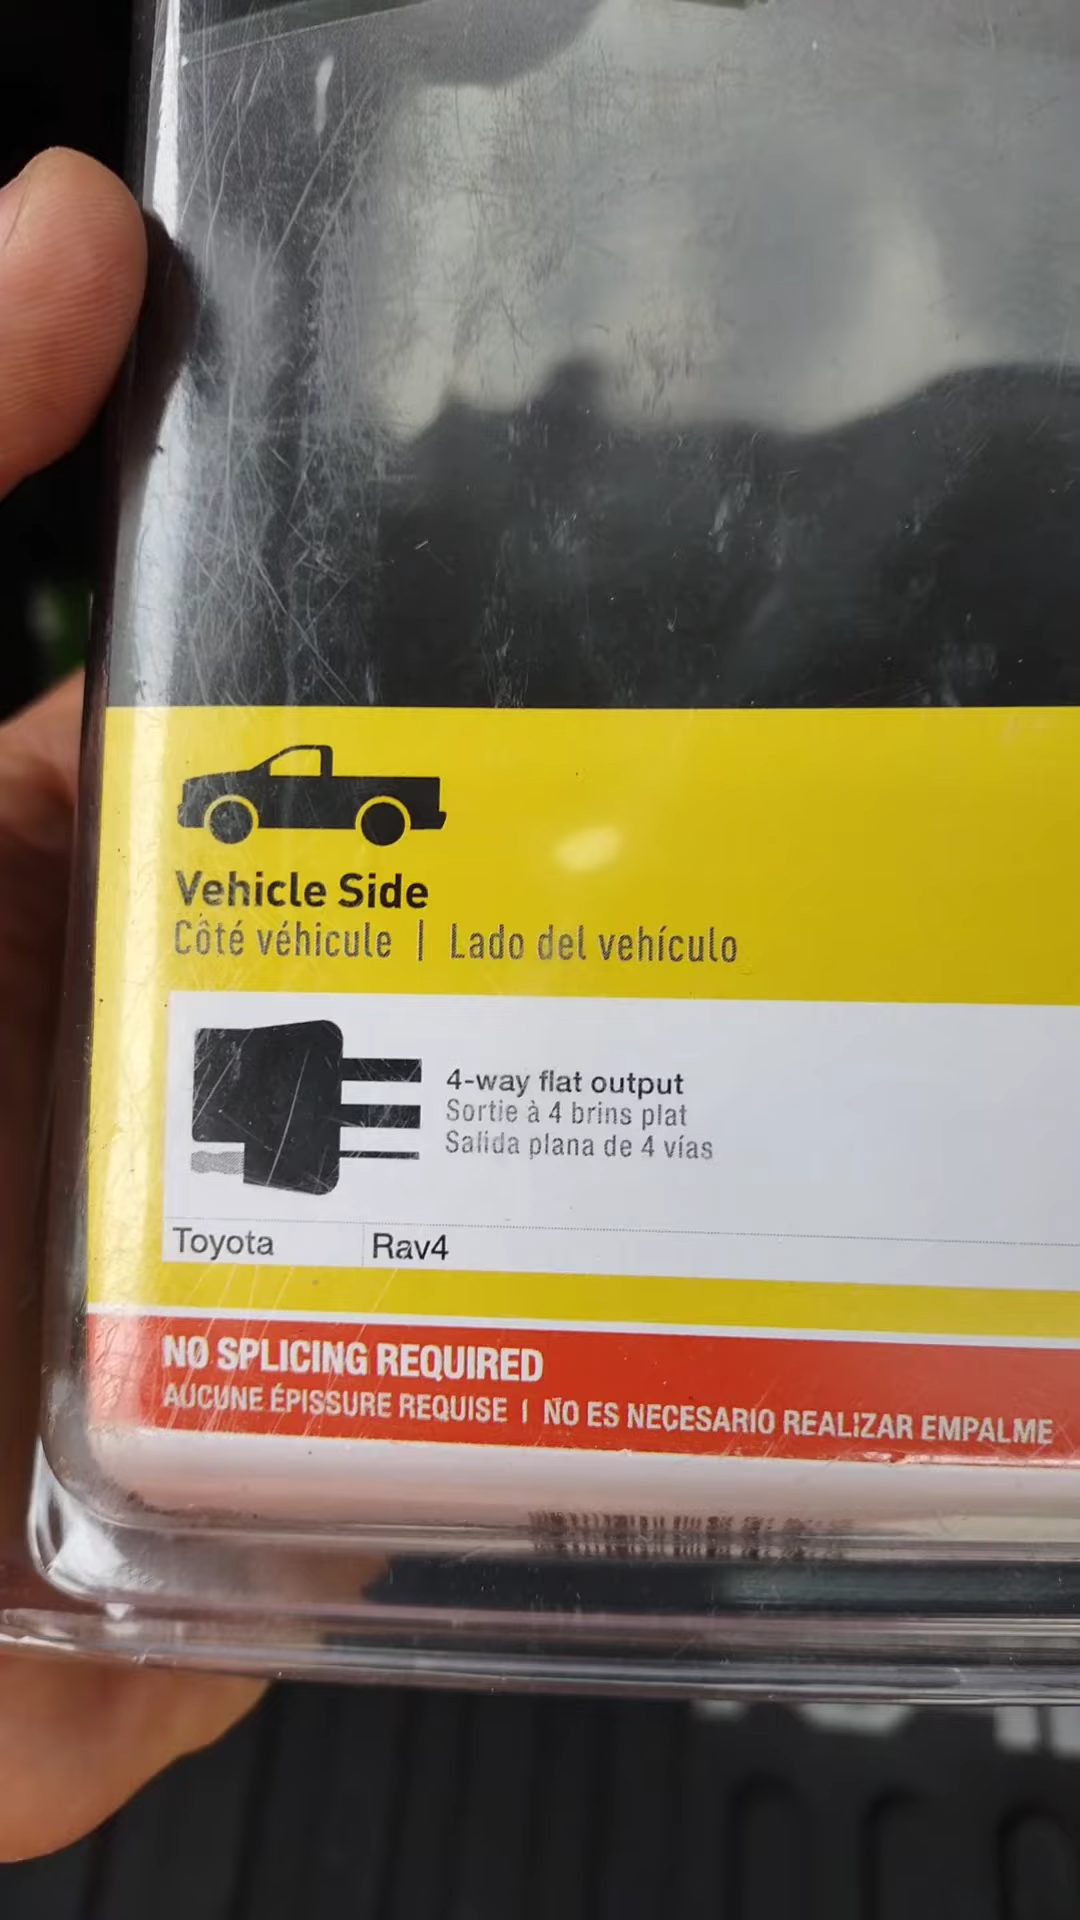 Vehicle Side
Côté véhicule | Lado del vehículo
4-way flat output
Sortie à 4 brins plat
Salida plana de 4 vías
Toyota Rav4
NO SPLICING REQUIRED
AUCUNE ÉPISSURE REQUISE | NO ES NECESARIO REALIZAR EMPALME